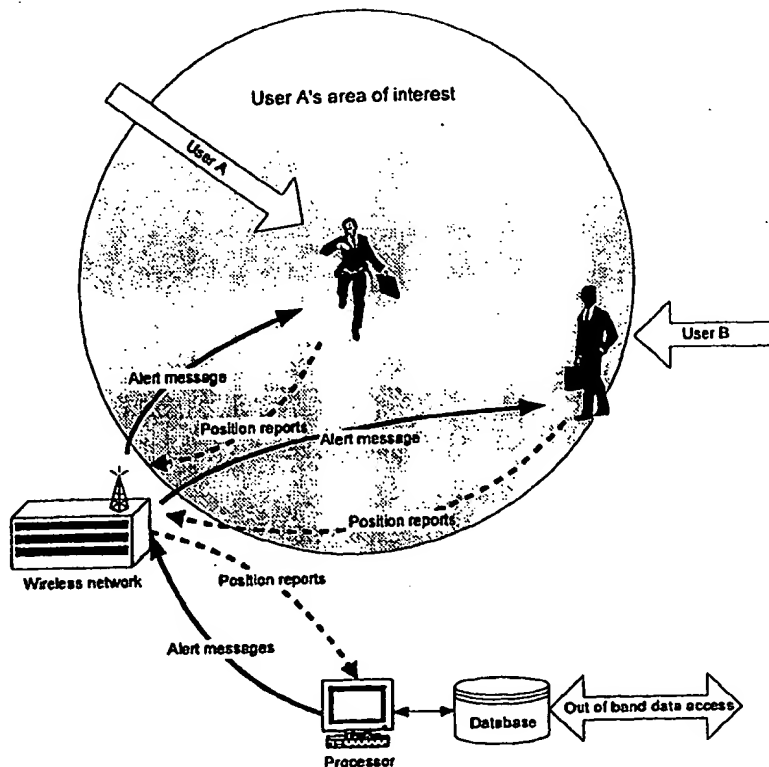 User A's area of interest
User A
User B
Alert message
Position reports
Alert message
Position reports
Wireless network
Position reports
Alert messages
Database
Out of band data access
Processor